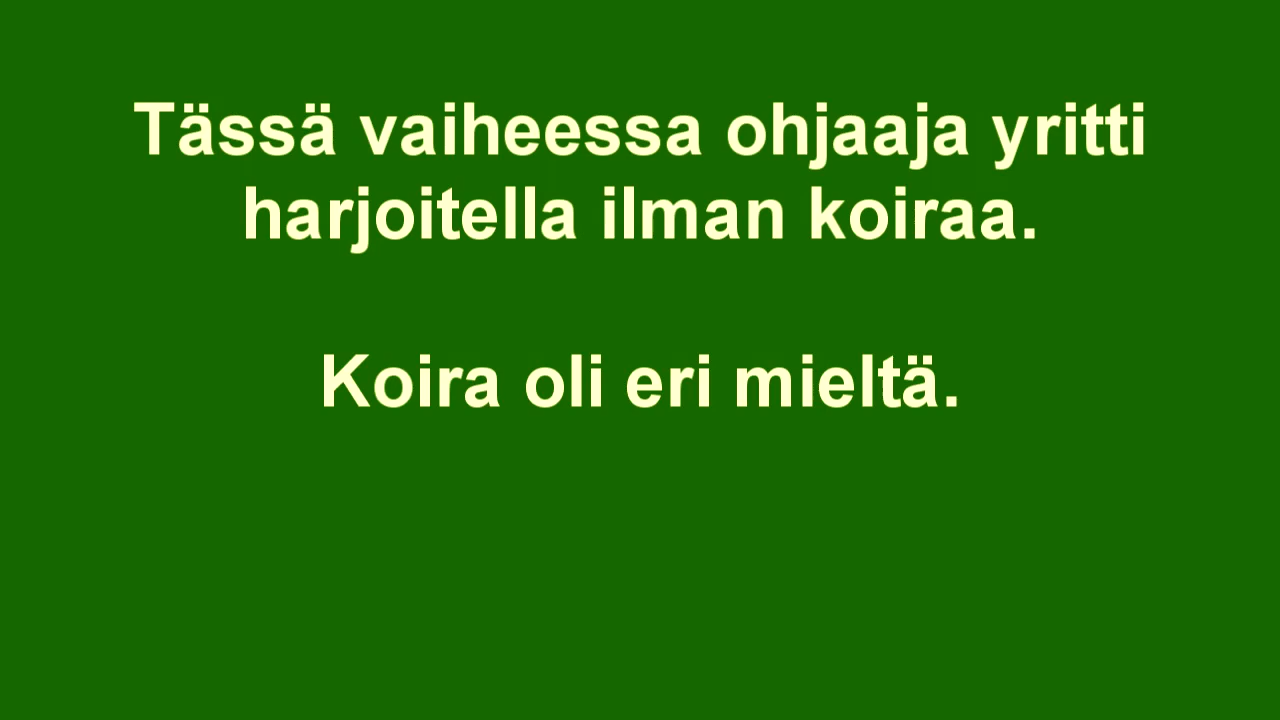 Tässä vaiheessa ohjaaja yritti
harjoitella ilman koiraa.
Koira oli eri mieltä.